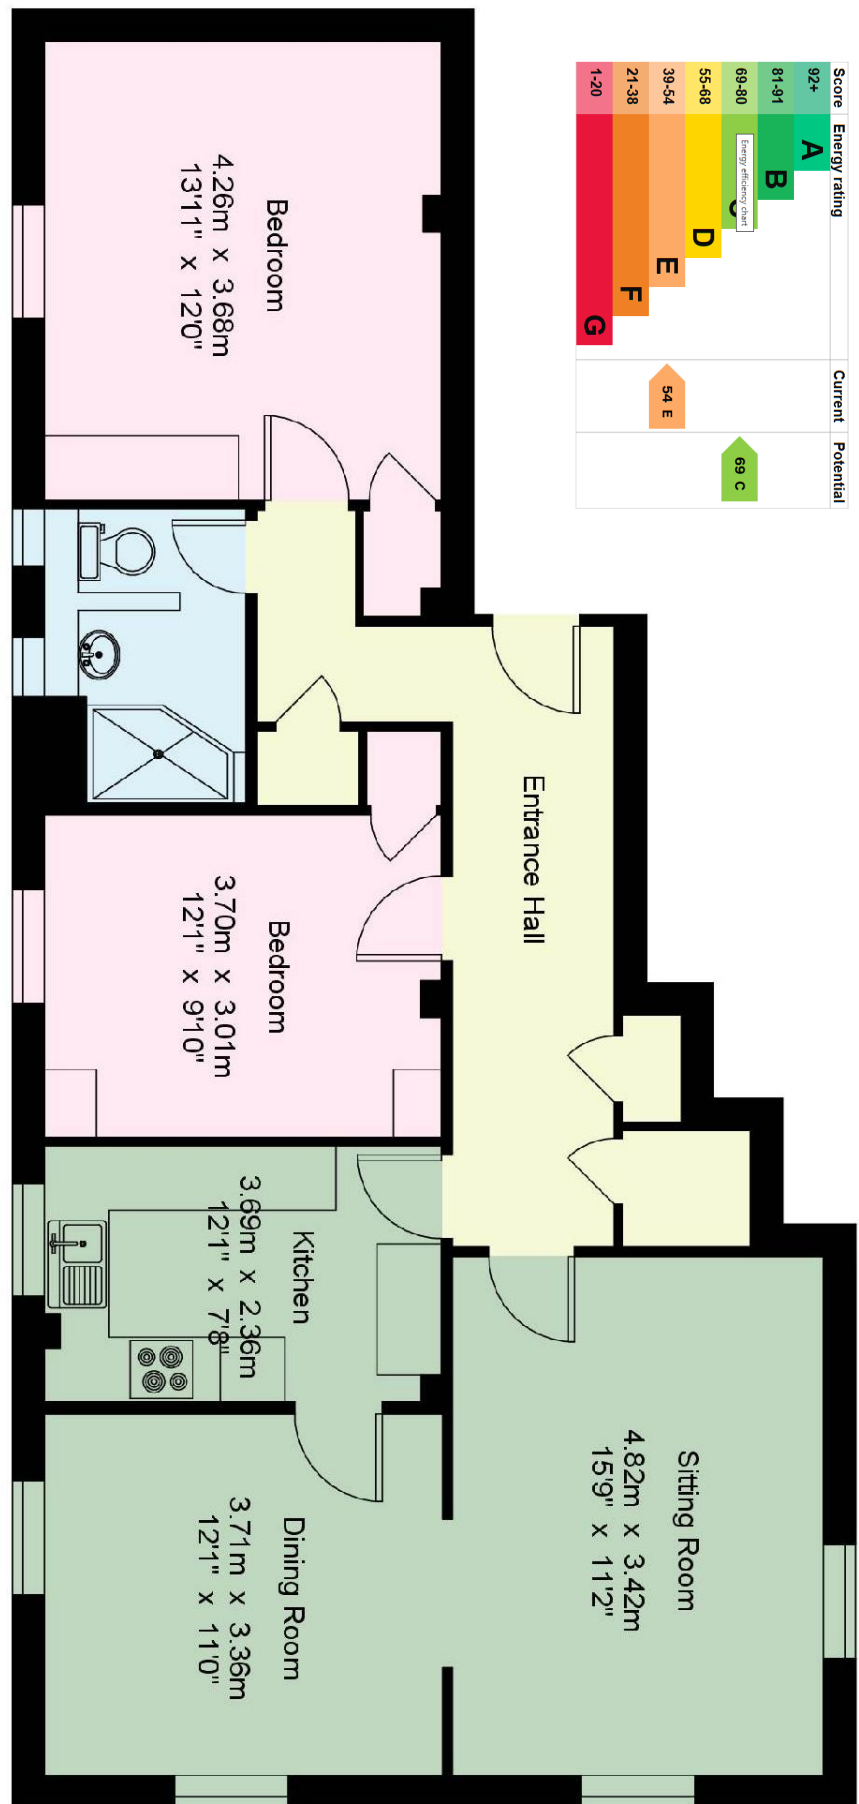 Score Energy rating Current Potential
92+ A
81-91 B
69-80 69 C
Energy efficiency chart
55-68 D
39-54 E 54 E
21-38 F
1-20 G
Bedroom
4.26m x 3.68m
13'11" x 12'0"
Entrance Hall
Bedroom
3.70m x 3.01m
12'1" x 9'10"
Kitchen
3.69m x 2.36m
12'1" x 7'8"
Sitting Room
4.82m x 3.42m
15'9" x 11'2"
Dining Room
3.71m x 3.36m
12'1" x 11'0"